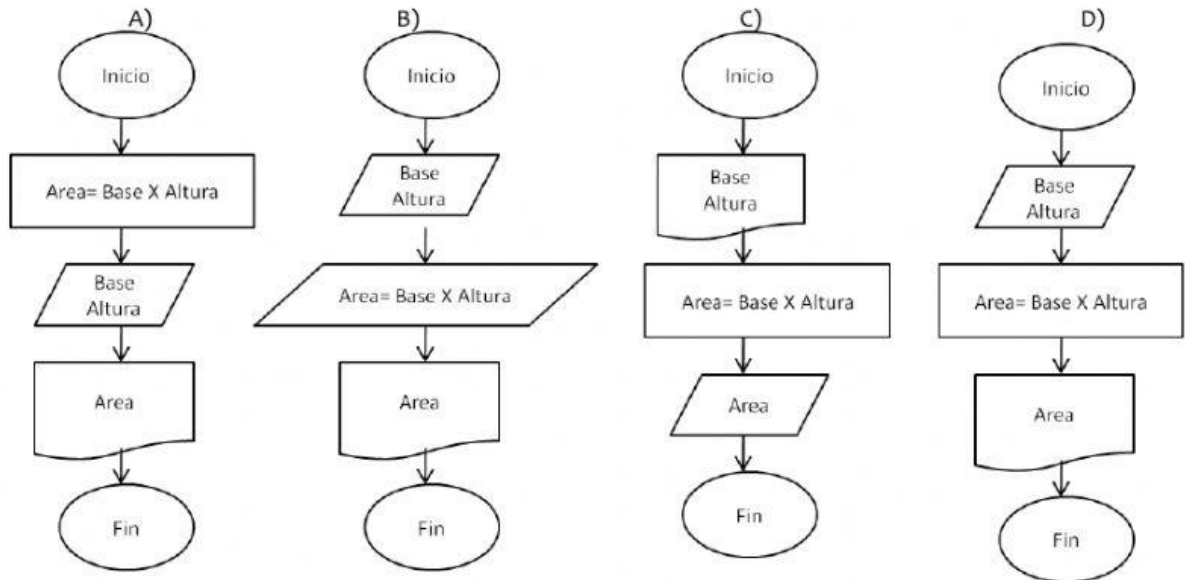 A)
Inicio
Area= Base X Altura
Base
Altura
Area
Fin
B)
Inicio
Base
Altura
Area= Base X Altura
Area
Fin
C)
Inicio
Base
Altura
Area= Base X Altura
Area
Fin
D)
Inicio
Base
Altura
Area= Base X Altura
Area
Fin